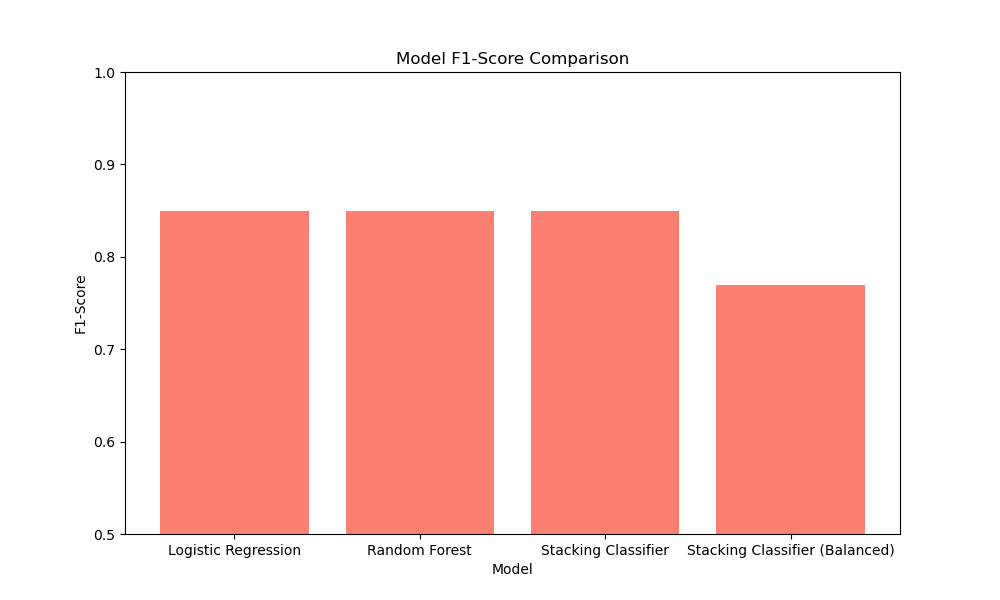 Model F1-Score Comparison
1.0
0.9
0.8
0.7
0.6
0.5
F1-Score
Logistic Regression
Random Forest
Stacking Classifier
Stacking Classifier (Balanced)
Model